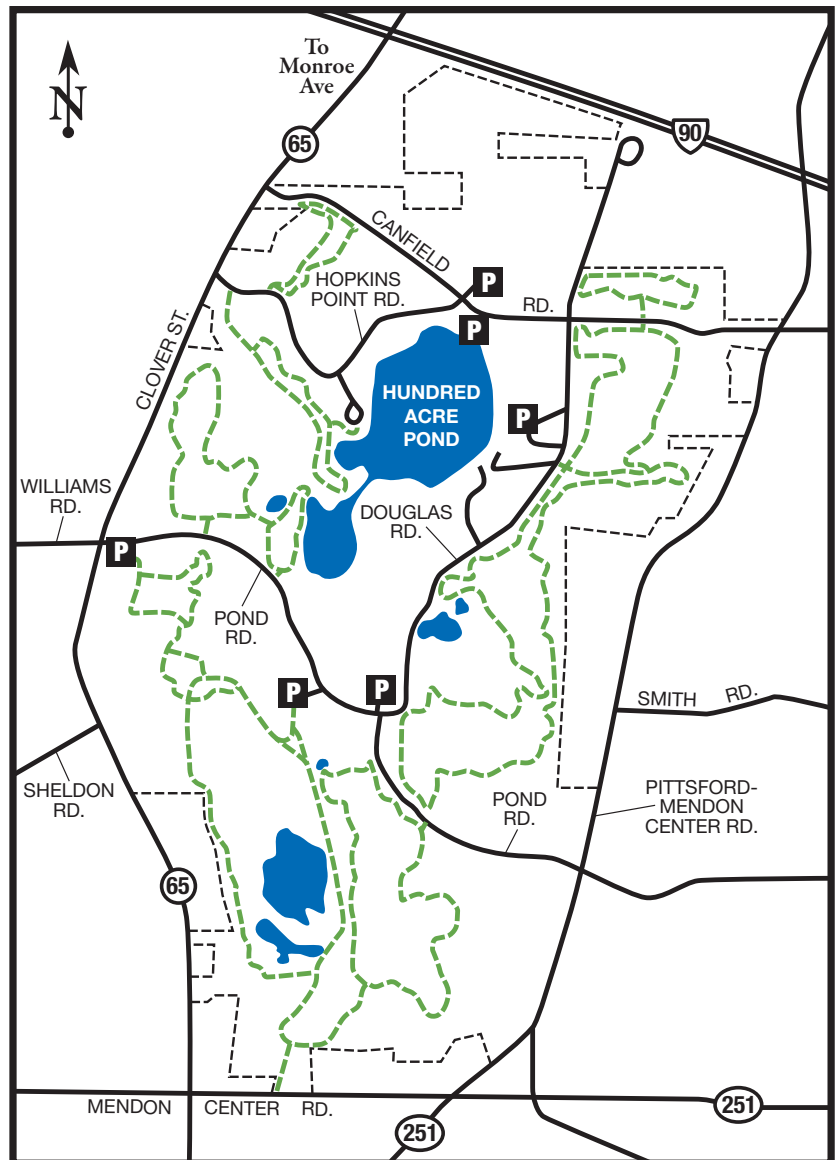 To
Monroe
Ave
N
65
90
CANFIELD
HOPKINS
POINT RD.
P
RD.
P
CLOVER ST.
HUNDRED
ACRE
POND
P
WILLIAMS
RD.
DOUGLAS
RD.
P
POND
RD.
P
P
SMITH RD.
SHELDON
RD.
POND
RD.
PITTSFORD-
MENDON
CENTER RD.
65
MENDON CENTER RD.
251
251